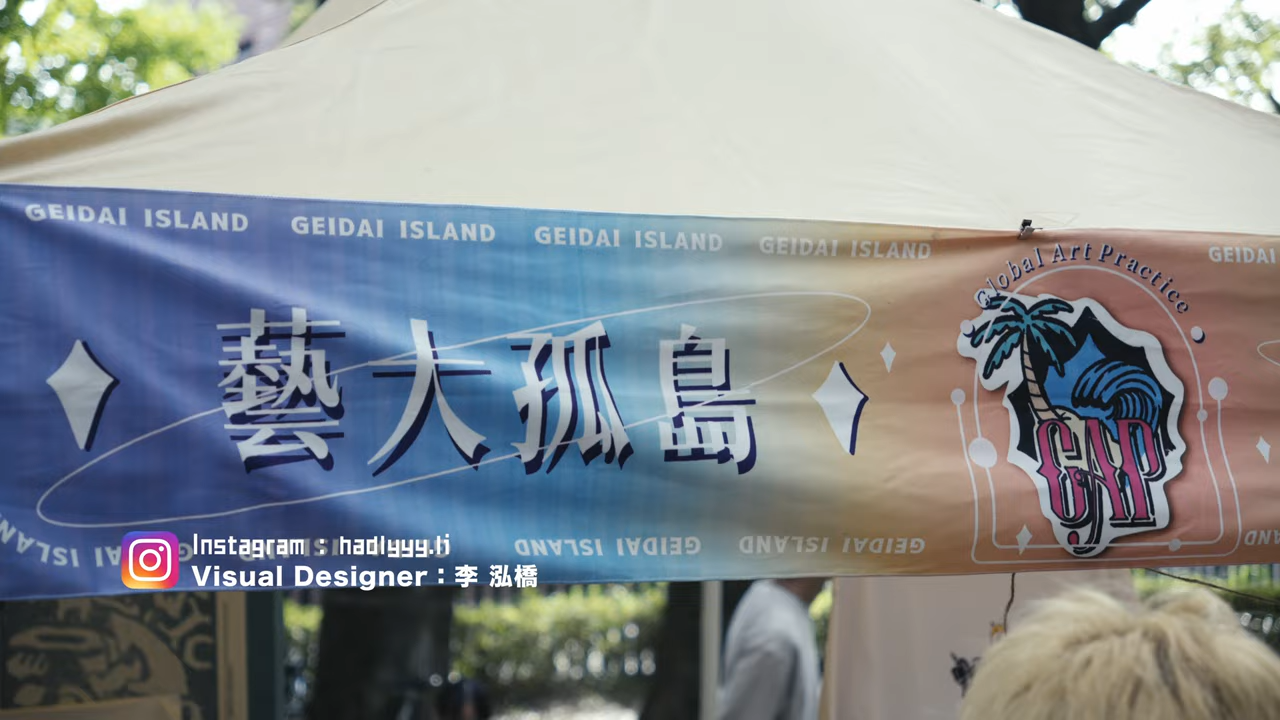 GEIDAI ISLAND GEIDAI ISLAND GEIDAI ISLAND GEIDAI ISLAND
GEIDAI
Global Art Practice
藝大孤島
GAP
GEIDAI ISLAND GEIDAI ISLAND
Instagram : hadlyyy.li
Visual Designer : 李 泓橋